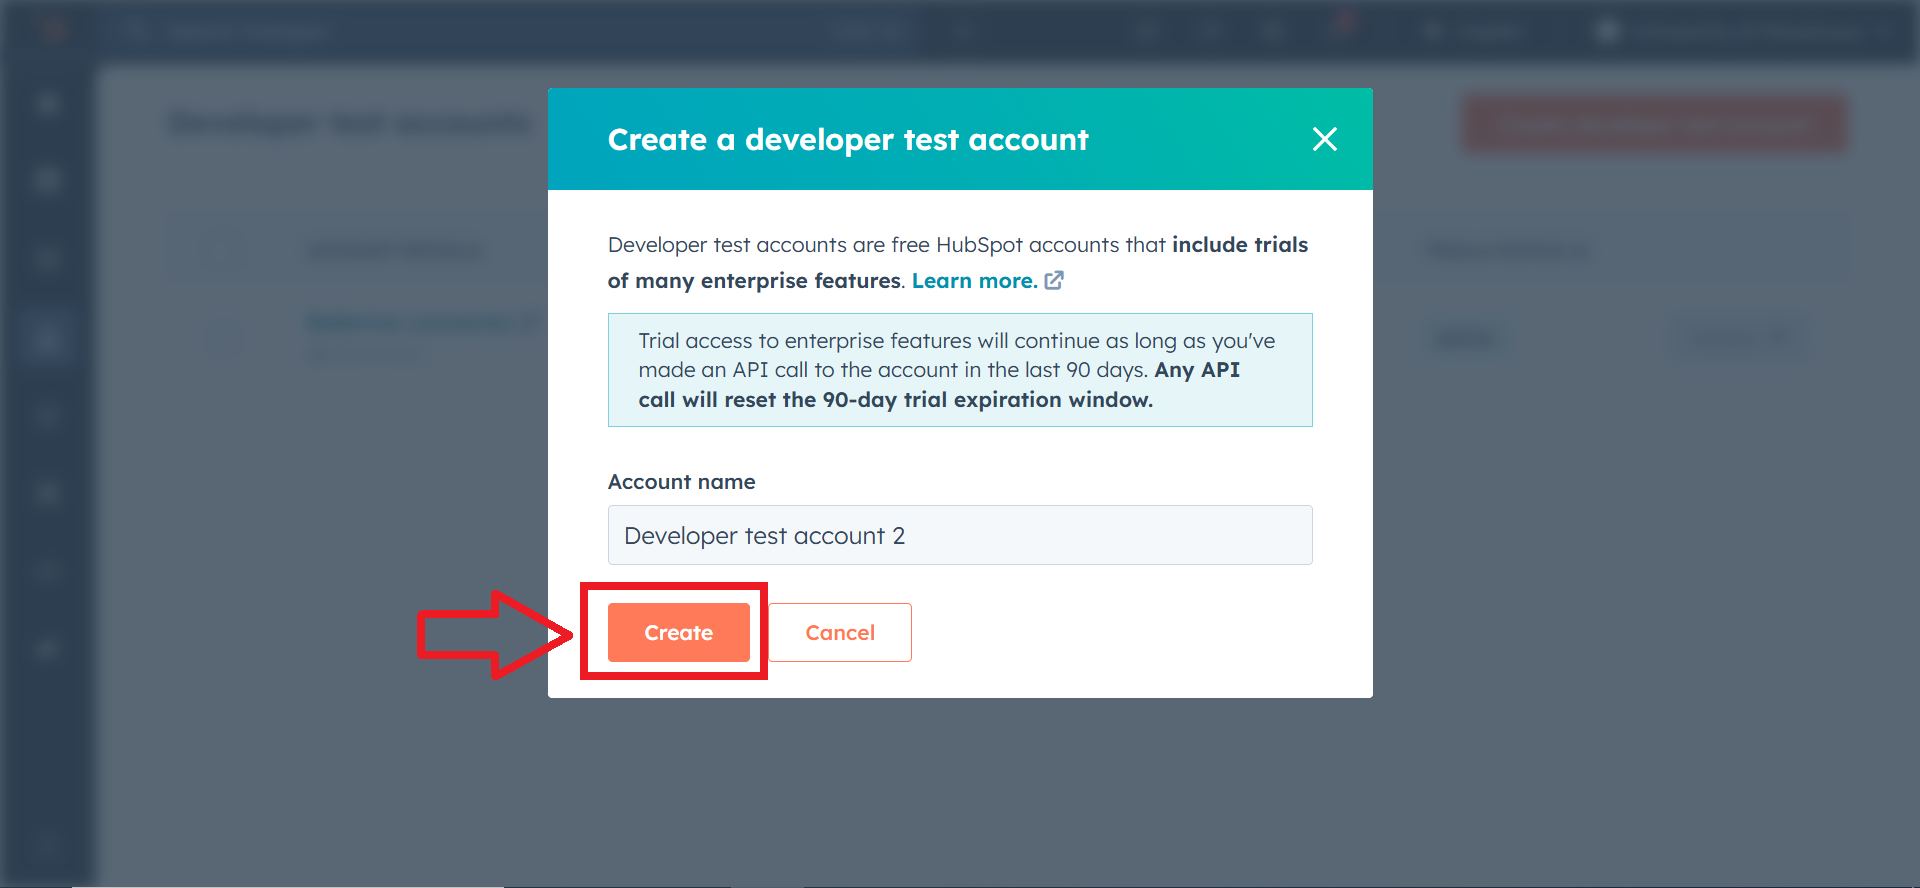 Developer test accounts
Create a developer test account
Developer test accounts are free HubSpot accounts that include trials
of many enterprise features. Learn more.
Trial access to enterprise features will continue as long as you've
made an API call to the account in the last 90 days. Any API
call will reset the 90-day trial expiration window.
Account name
Developer test account 2
Create
Cancel